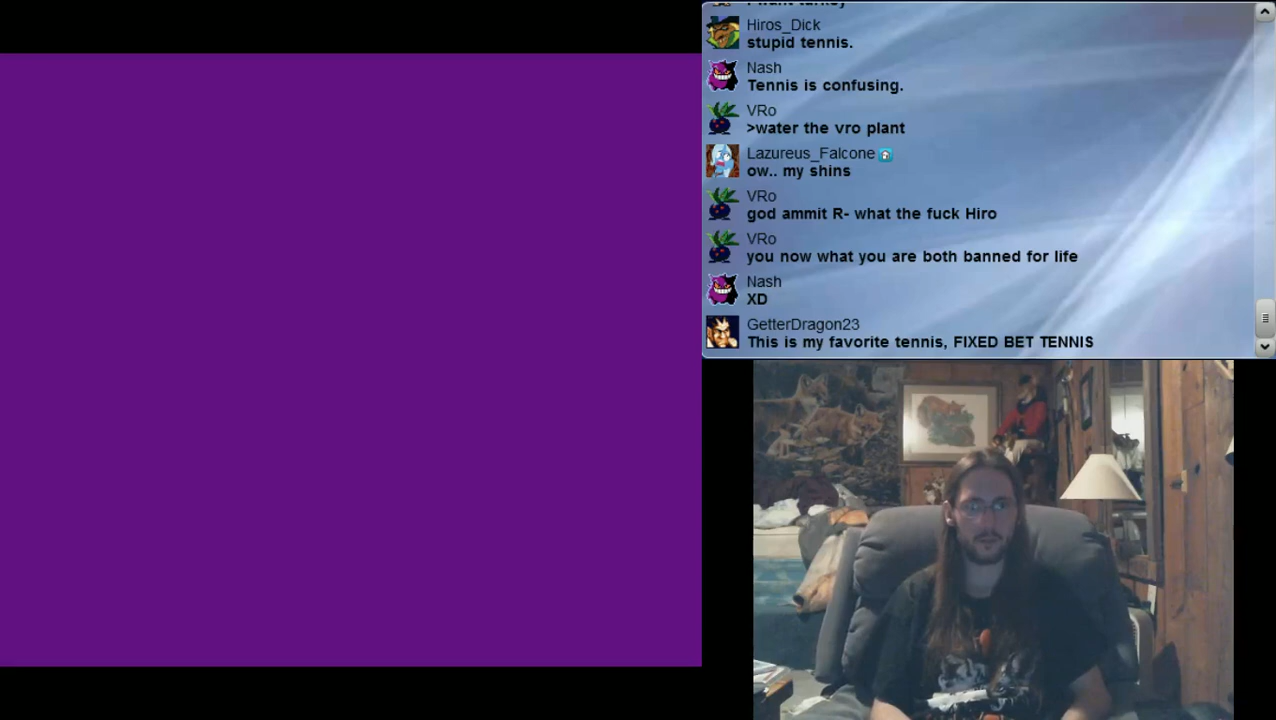 I want turkey
Hiros_Dick
stupid tennis.
Nash
Tennis is confusing.
VRo
>water the vro plant
Lazureus_Falcone
ow.. my shins
VRo
god ammit R- what the fuck Hiro
VRo
you now what you are both banned for life
Nash
XD
GetterDragon23
This is my favorite tennis, FIXED BET TENNIS